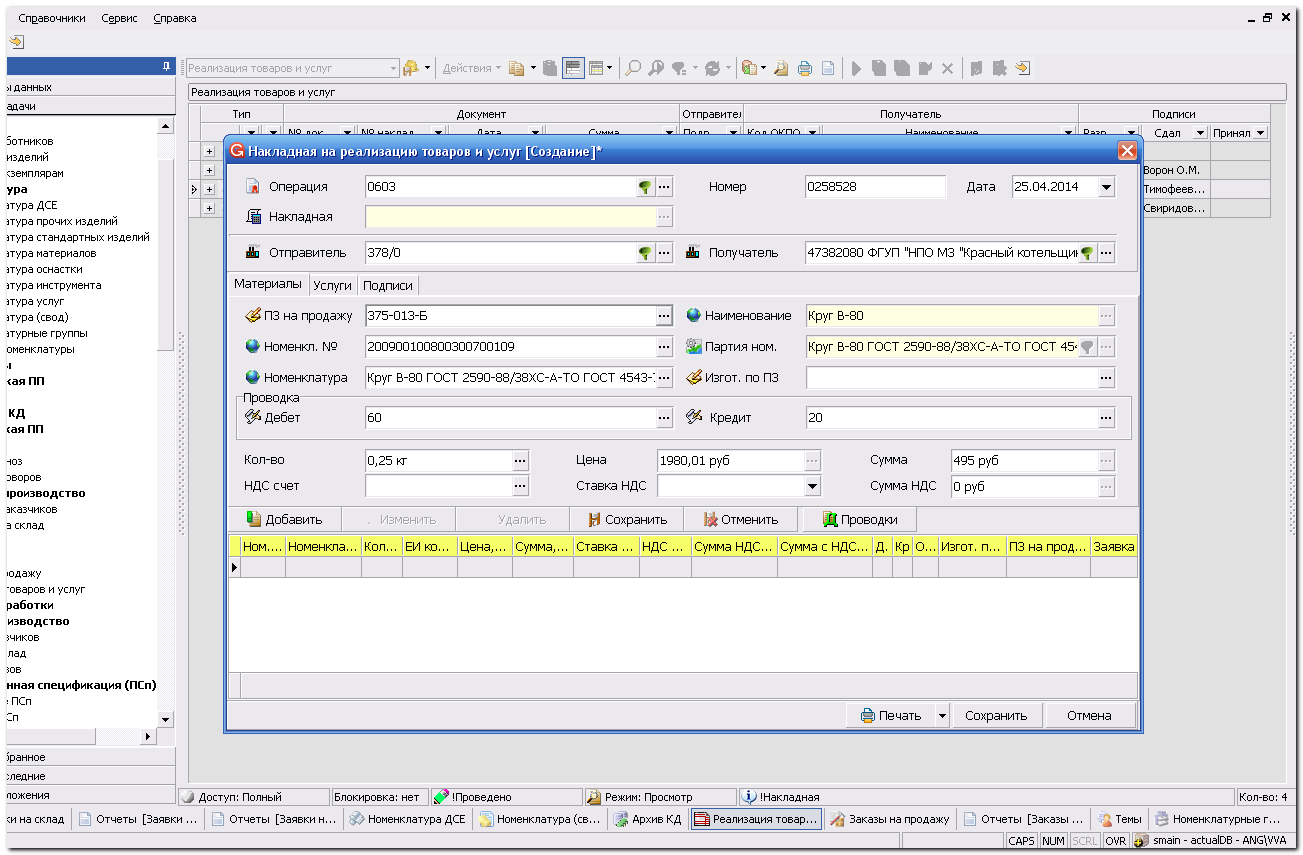 Справочники Сервис Справка
Реализация товаров и услуг Действия
ы данных
адачи
Реализация товаров и услуг
Тип Документ Отправител Получатель Подписи
№ док. № наклад. Дата Сумма Подр. Код ОКПО Наименование Разр. Сдал Принял
Ворон О.М.
Тимофеев...
Свиридов...
ботников
изделий
кземплярам
тура
атура ДСЕ
атура прочих изделий
атура стандартных изделий
атура материалов
атура оснастки
атура инструмента
атура услуг
атура (свод)
атурные группы
оменклатуры
ы
кая ПП
КД
кая ПП
ноз
оворов
производство
аказчиков
а склад
родажу
товаров и услуг
работки
изводство
зчиков
лад
зов
нная спецификация (ПСп)
е ПСп
Сп
бранное
следние
ложения
Накладная на реализацию товаров и услуг [Создание]*
Операция 0603 Номер 0258528 Дата 25.04.2014
Накладная
Отправитель 378/0 Получатель 47382080 ФГУП "НПО МЗ "Красный котельщик
Материалы Услуги Подписи
ПЗ на продажу 375-013-Б Наименование Круг В-80
Номенкл. № 200900100800300700109 Партия ном. Круг В-80 ГОСТ 2590-88/38ХС-А-ТО ГОСТ 454
Номенклатура Круг В-80 ГОСТ 2590-88/38ХС-А-ТО ГОСТ 4543- Изгот. по ПЗ
Проводка
Дебет 60 Кредит 20
Кол-во 0,25 кг Цена 1980,01 руб Сумма 495 руб
НДС счет Ставка НДС Сумма НДС 0 руб
Добавить Изменить Удалить Сохранить Отменить Проводки
Ном.... Номенкла... Кол... ЕИ ко... Цена,... Сумма,... Ставка ... НДС ... Сумма НДС... Сумма с НДС... Д. Кр О... Изгот. п... ПЗ на прод... Заявка
Печать Сохранить Отмена
Доступ: Полный Блокировка: нет !Проведено Режим: Просмотр !Накладная Кол-во: 4
ки на склад Отчеты [Заявки ... Отчеты [Заявки н... Номенклатура ДСЕ Номенклатура (св... Архив КД Реализация товар... Заказы на продажу Отчеты [Заказы ... Темы Номенклатурные г...
CAPS NUM SCRL OVR smain - actualDB - ANG\VVA